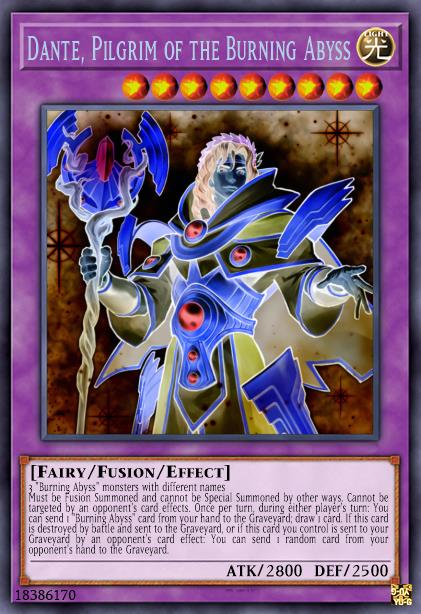 DANTE, PILGRIM OF THE BURNING ABYSS
LIGHT
光
[FAIRY/FUSION/EFFECT]
3 "Burning Abyss" monsters with different names
Must be Fusion Summoned and cannot be Special Summoned by other ways. Cannot be
targeted by an opponent's card effects. Once per turn, during either player's turn: You
can send 1 "Burning Abyss" card from your hand to the Graveyard; draw 1 card. If this card
is destroyed by battle and sent to the Graveyard, or if this card you control is sent to your
Graveyard by an opponent's card effect: You can send 1 random card from your
opponent's hand to the Graveyard.
ATK/2800 DEF/2500
18386170